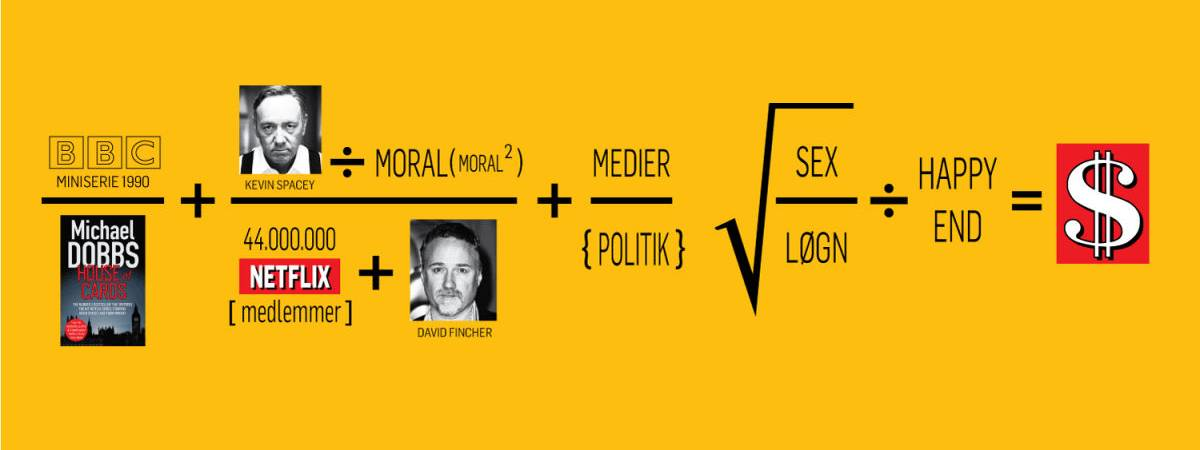 BBC
MINISERIE 1990
Michael
DOBBS
HOUSE of
CARDS
KEVIN SPACEY
÷ MORAL(MORAL²)
44.000.000
NETFLIX
[ medlemmer ]
+
DAVID FINCHER
+
MEDIER
{ POLITIK }
√
SEX
LØGN
÷
HAPPY
END
=
$